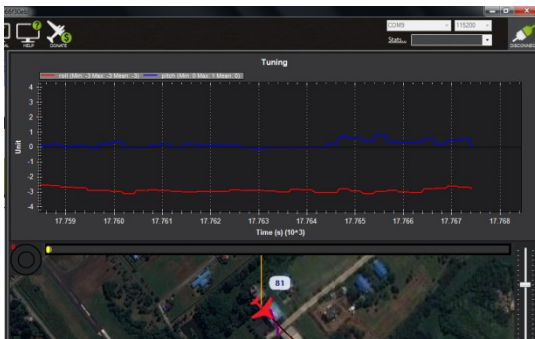 COM9
115200
HELP
DONATE
Stats...
DISCONNECT
Tuning
roll (Min: -3 Max: -3 Mean: -3)
pitch (Min: 0 Max: 1 Mean: 0)
4
3
2
1
0
-1
-2
-3
-4
Unit
17.759
17.760
17.761
17.762
17.763
17.764
17.765
17.766
17.767
17.768
Time (s) (10^3)
81